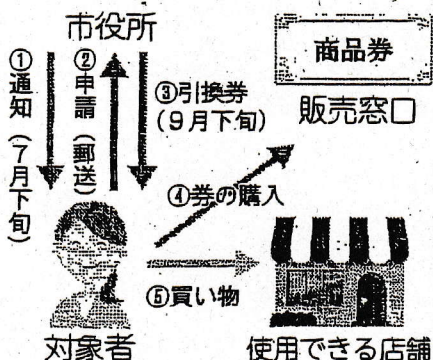 市役所
①通知(7月下旬)
②申請(郵送)
③引換券
(9月下旬)
商品券
販売窓口
④券の購入
⑤買い物
対象者
使用できる店舗